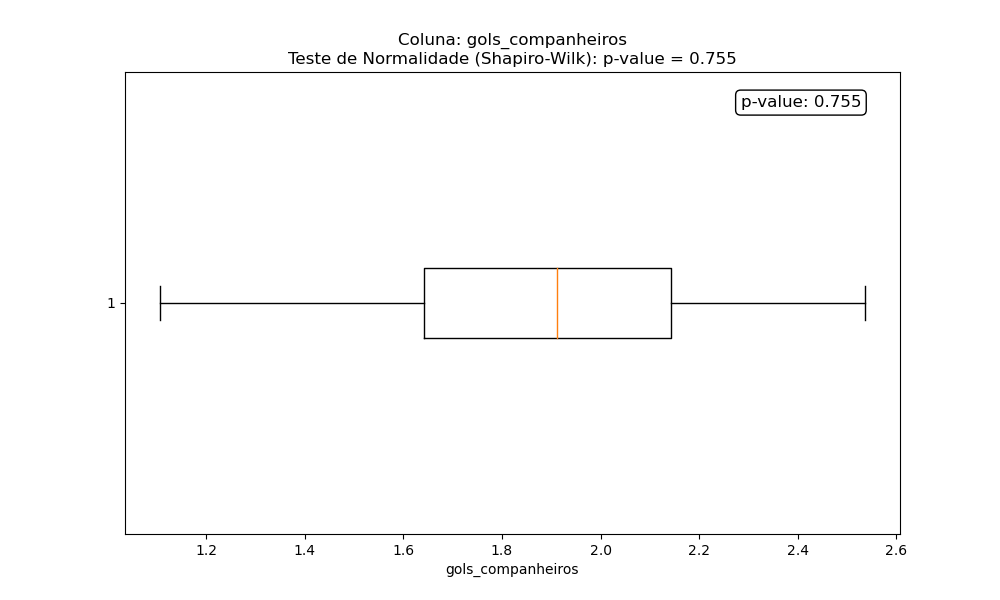 Coluna: gols_companheiros
Teste de Normalidade (Shapiro-Wilk): p-value = 0.755
p-value: 0.755
1
1.2 1.4 1.6 1.8 2.0 2.2 2.4 2.6
gols_companheiros